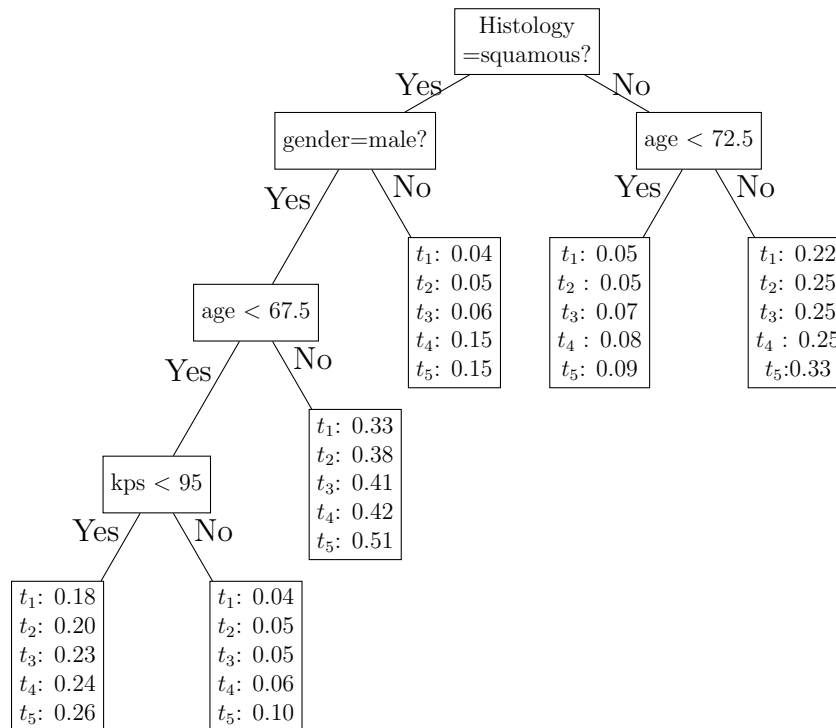 Histology
=squamous?
Yes
No
gender=male?
age < 72.5
Yes
No
Yes
No
t₁: 0.04
t₂: 0.05
t₃: 0.06
t₄: 0.15
t₅: 0.15
t₁: 0.05
t₂ : 0.05
t₃: 0.07
t₄ : 0.08
t₅: 0.09
t₁: 0.22
t₂: 0.25
t₃: 0.25
t₄ : 0.25
t₅:0.33
age < 67.5
Yes
No
t₁: 0.33
t₂: 0.38
t₃: 0.41
t₄: 0.42
t₅: 0.51
kps < 95
Yes
No
t₁: 0.18
t₂: 0.20
t₃: 0.23
t₄: 0.24
t₅: 0.26
t₁: 0.04
t₂: 0.05
t₃: 0.05
t₄: 0.06
t₅: 0.10